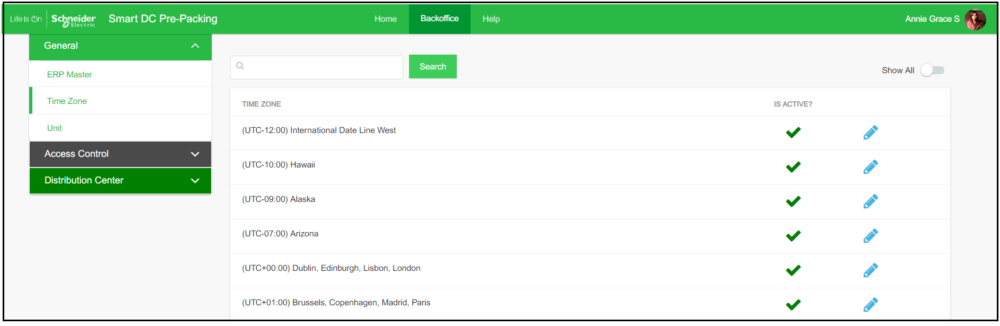 Life Is On Schneider Electric Smart DC Pre-Packing Home Backoffice Help Annie Grace S
General
ERP Master
Time Zone
Unit
Access Control
Distribution Center
Search
Show All
TIME ZONE IS ACTIVE?
(UTC-12:00) International Date Line West
(UTC-10:00) Hawaii
(UTC-09:00) Alaska
(UTC-07:00) Arizona
(UTC+00:00) Dublin, Edinburgh, Lisbon, London
(UTC+01:00) Brussels, Copenhagen, Madrid, Paris